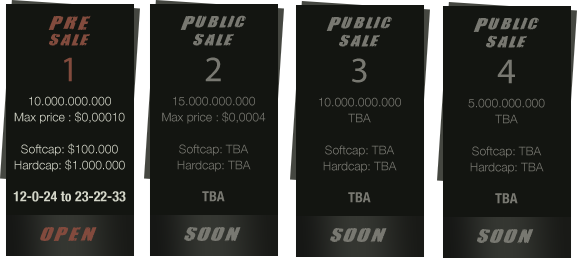 PRE
SALE
1
10.000.000.000
Max price : $0,00010
Softcap: $100.000
Hardcap: $1.000.000
12-0-24 to 23-22-33
OPEN
PUBLIC
SALE
2
15.000.000.000
Max price : $0,0004
Softcap: TBA
Hardcap: TBA
TBA
SOON
PUBLIC
SALE
3
10.000.000.000
TBA
Softcap: TBA
Hardcap: TBA
TBA
SOON
PUBLIC
SALE
4
5.000.000.000
TBA
Softcap: TBA
Hardcap: TBA
TBA
SOON